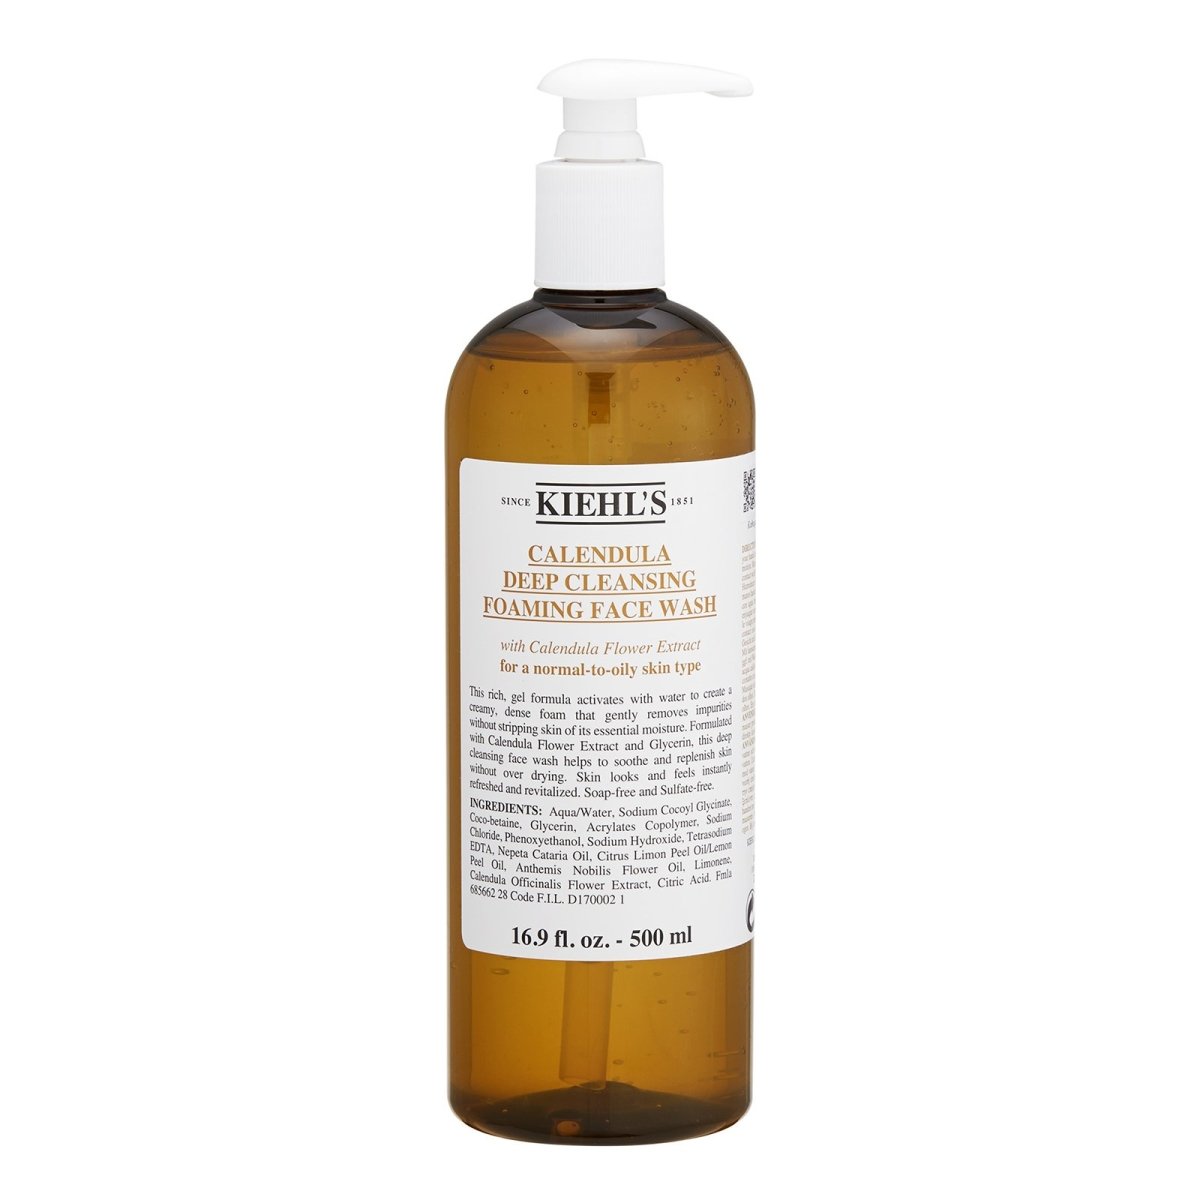 SINCE KIEHL'S 1851
CALENDULA
DEEP CLEANSING
FOAMING FACE WASH
with Calendula Flower Extract
for a normal-to-oily skin type
This rich, gel formula activates with water to create a
creamy, dense foam that gently removes impurities
without stripping skin of its essential moisture. Formulated
with Calendula Flower Extract and Glycerin, this deep
cleansing face wash helps to soothe and replenish skin
without over drying. Skin looks and feels instantly
refreshed and revitalized. Soap-free and Sulfate-free.
INGREDIENTS: Aqua/Water, Sodium Cocoyl Glycinate,
Coco-betaine, Glycerin, Acrylates Copolymer, Sodium
Chloride, Phenoxyethanol, Sodium Hydroxide, Tetrasodium
EDTA, Nepeta Cataria Oil, Citrus Limon Peel Oil/Lemon
Peel Oil, Anthemis Nobilis Flower Oil, Limonene,
Calendula Officinalis Flower Extract, Citric Acid. Fmla
685662 28 Code F.I.L. D170002 1
16.9 fl. oz. - 500 ml